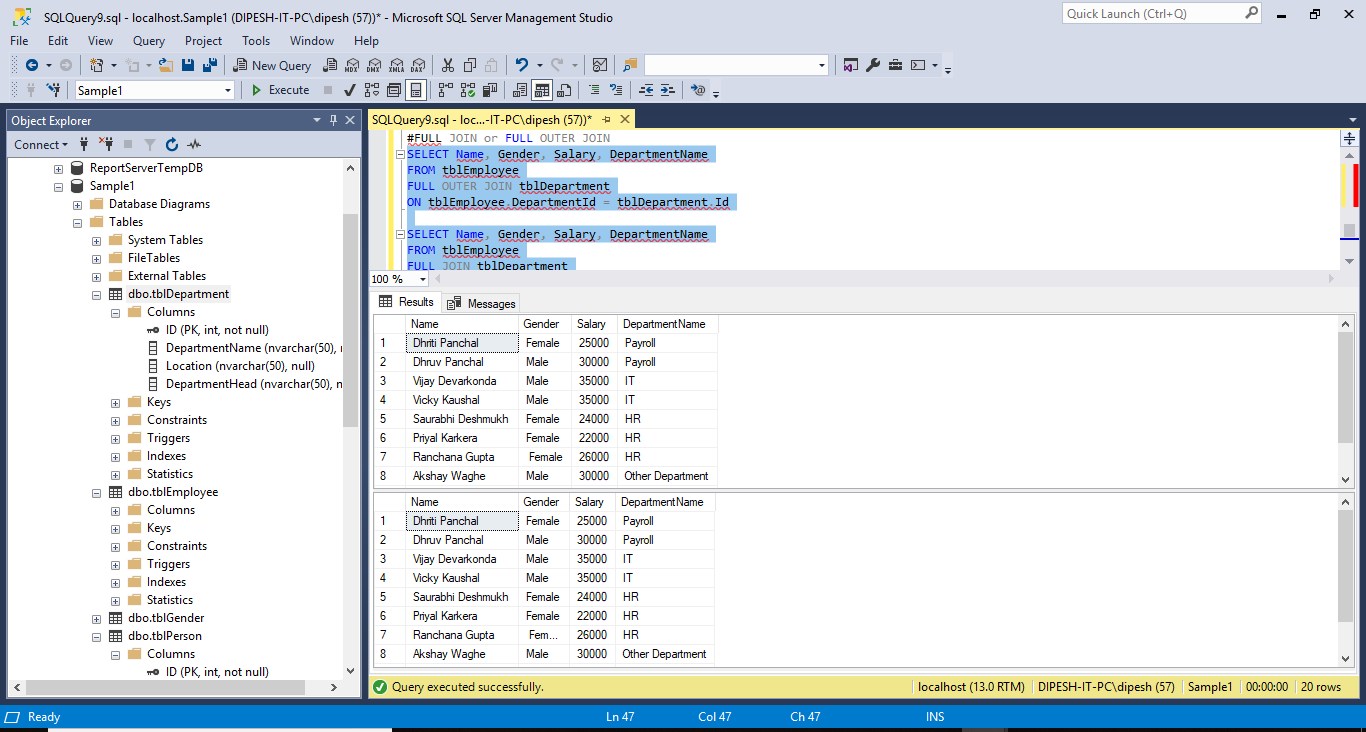 SQLQuery9.sql - localhost.Sample1 (DIPESH-IT-PC\dipesh (57))* - Microsoft SQL Server Management Studio
Quick Launch (Ctrl+Q)
File Edit View Query Project Tools Window Help
New Query MDX DMX XMLA DAX
Sample1 Execute
Object Explorer
Connect
ReportServerTempDB
Sample1
Database Diagrams
Tables
System Tables
FileTables
External Tables
dbo.tblDepartment
Columns
ID (PK, int, not null)
DepartmentName (nvarchar(50),
Location (nvarchar(50), null)
DepartmentHead (nvarchar(50), n
Keys
Constraints
Triggers
Indexes
Statistics
dbo.tblEmployee
Columns
Keys
Constraints
Triggers
Indexes
Statistics
dbo.tblGender
dbo.tblPerson
Columns
ID (PK, int, not null)
SQLQuery9.sql - loc...-IT-PC\dipesh (57))*
#FULL JOIN or FULL OUTER JOIN
SELECT Name, Gender, Salary, DepartmentName
FROM tblEmployee
FULL OUTER JOIN tblDepartment
ON tblEmployee.DepartmentId = tblDepartment.Id
SELECT Name, Gender, Salary, DepartmentName
FROM tblEmployee
FULL JOIN tblDepartment
100 %
Results Messages
Name Gender Salary DepartmentName
1 Dhriti Panchal Female 25000 Payroll
2 Dhruv Panchal Male 30000 Payroll
3 Vijay Devarkonda Male 35000 IT
4 Vicky Kaushal Male 35000 IT
5 Saurabhi Deshmukh Female 24000 HR
6 Priyal Karkera Female 22000 HR
7 Ranchana Gupta Female 26000 HR
8 Akshay Waghe Male 30000 Other Department
Name Gender Salary DepartmentName
1 Dhriti Panchal Female 25000 Payroll
2 Dhruv Panchal Male 30000 Payroll
3 Vijay Devarkonda Male 35000 IT
4 Vicky Kaushal Male 35000 IT
5 Saurabhi Deshmukh Female 24000 HR
6 Priyal Karkera Female 22000 HR
7 Ranchana Gupta Fem... 26000 HR
8 Akshay Waghe Male 30000 Other Department
Query executed successfully. localhost (13.0 RTM) DIPESH-IT-PC\dipesh (57) Sample1 00:00:00 20 rows
Ready Ln 47 Col 47 Ch 47 INS